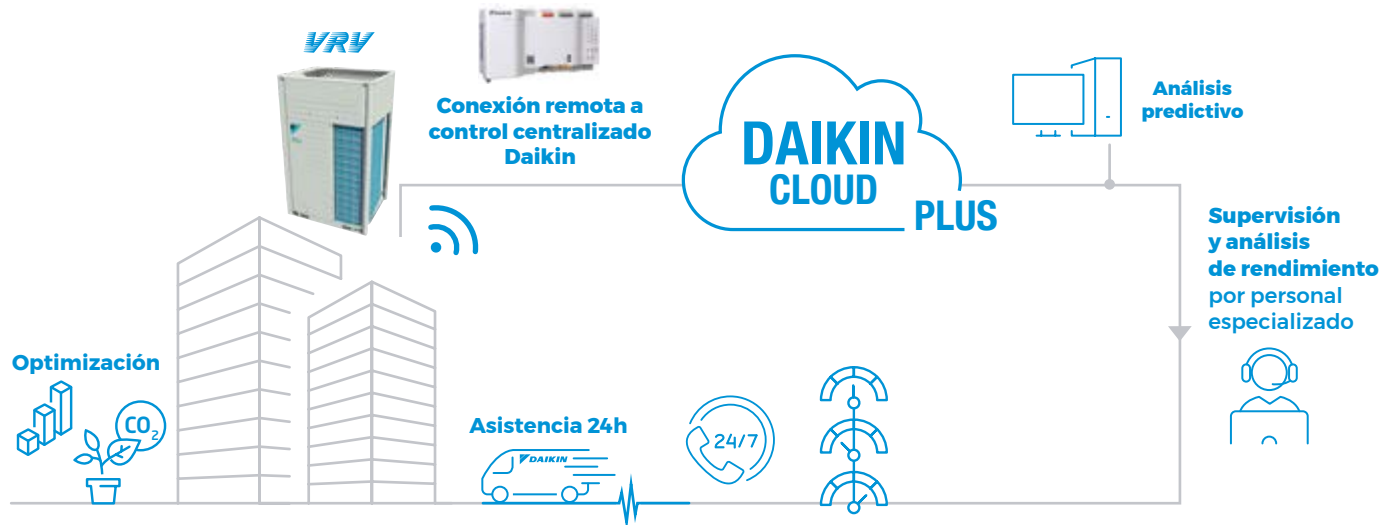 VRV
Conexión remota a
control centralizado
Daikin
DAIKIN
CLOUD
PLUS
Análisis
predictivo
Supervisión
y análisis
de rendimiento
por personal
especializado
Optimización
CO2
Asistencia 24h
DAIKIN
24/7